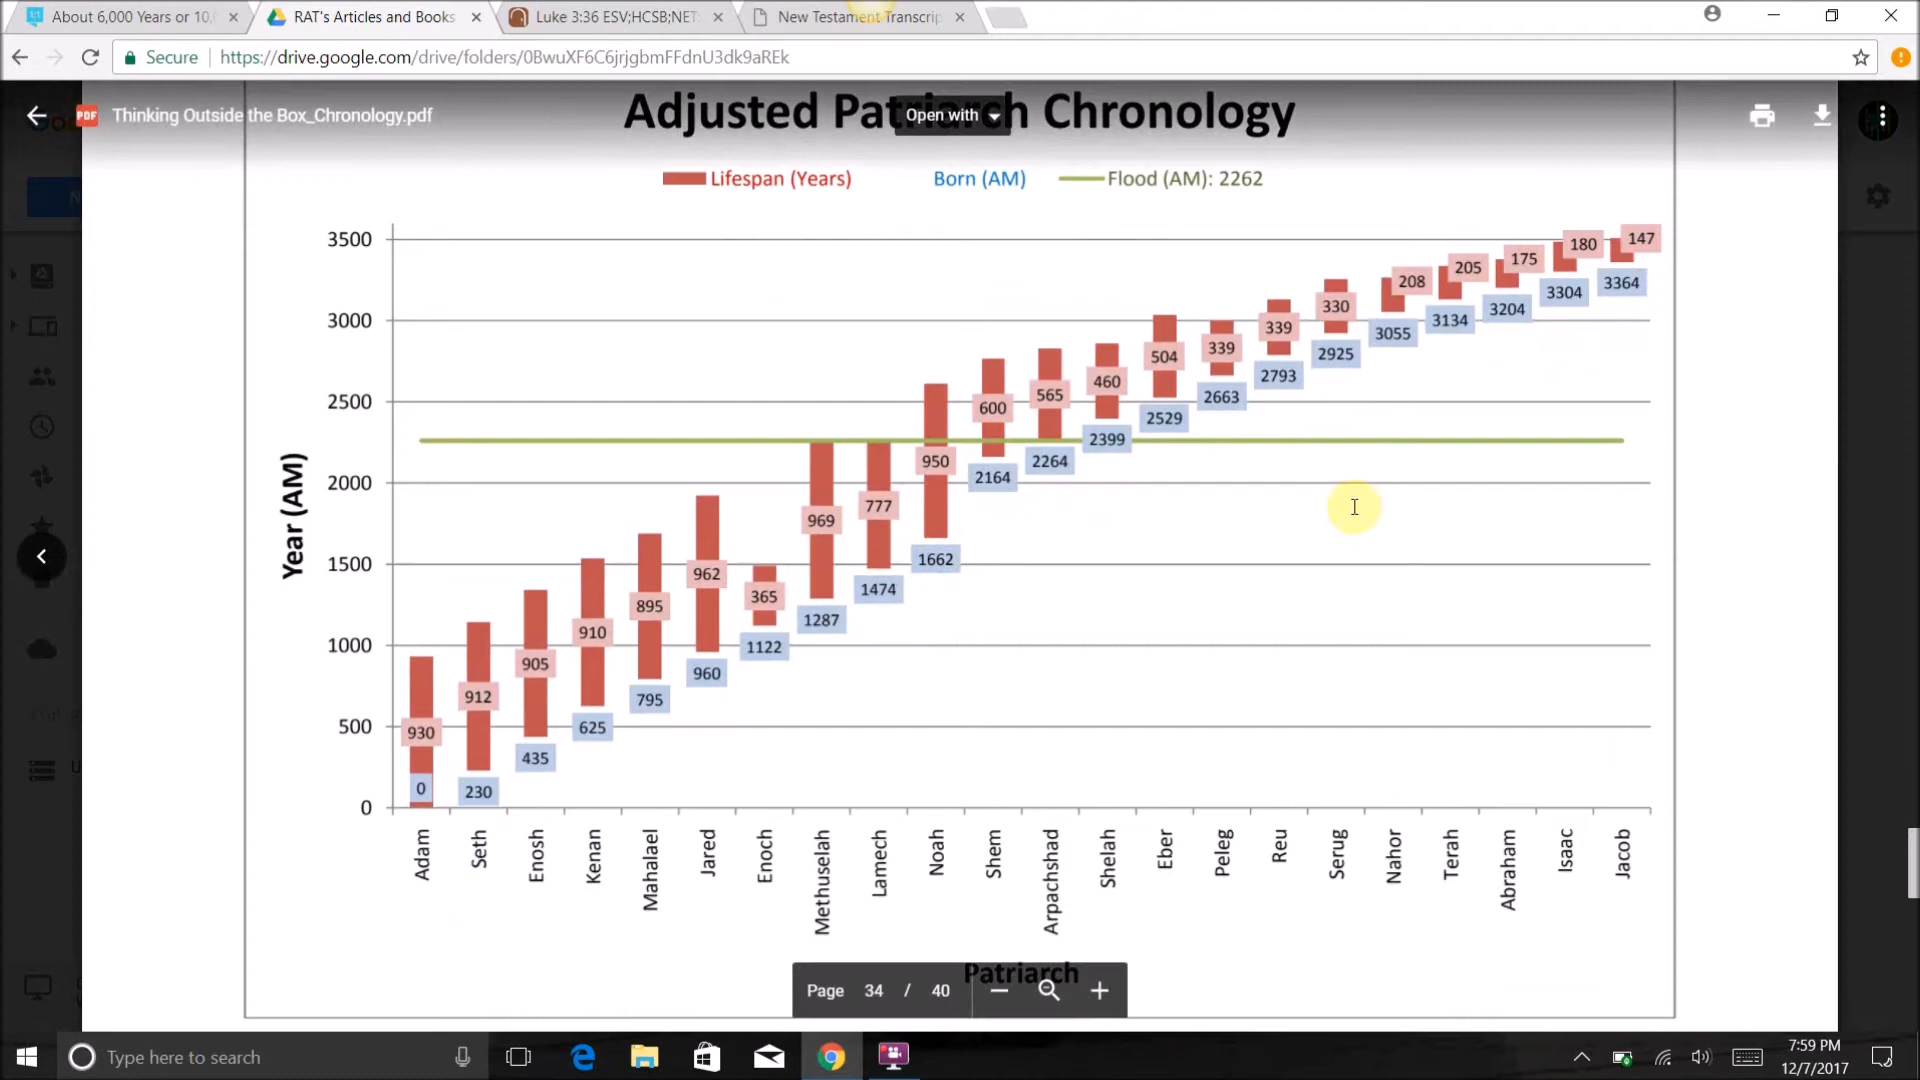 About 6,000 Years or 10,
RAT's Articles and Books
Luke 3:36 ESV;HCSB;NET
New Testament Transcrip
Secure
https://drive.google.com/drive/folders/0BwuXF6C6jrjgbmFFdnU3dk9aREk
PDF
Thinking Outside the Box_Chronology.pdf
Adjusted Patriarch Chronology
Open with
Lifespan (Years)
Born (AM)
Flood (AM): 2262
Year (AM)
3500
3000
2500
2000
1500
1000
500
0
930
912
905
910
895
962
365
969
777
950
600
565
460
504
339
339
330
208
205
175
180
147
0
230
435
625
795
960
1122
1287
1474
1662
2164
2264
2399
2529
2663
2793
2925
3055
3134
3204
3304
3364
Adam
Seth
Enosh
Kenan
Mahalael
Jared
Enoch
Methuselah
Lamech
Noah
Shem
Arpachshad
Shelah
Eber
Peleg
Reu
Serug
Nahor
Terah
Abraham
Isaac
Jacob
Patriarch
Page 34 / 40
Type here to search
7:59 PM
12/7/2017